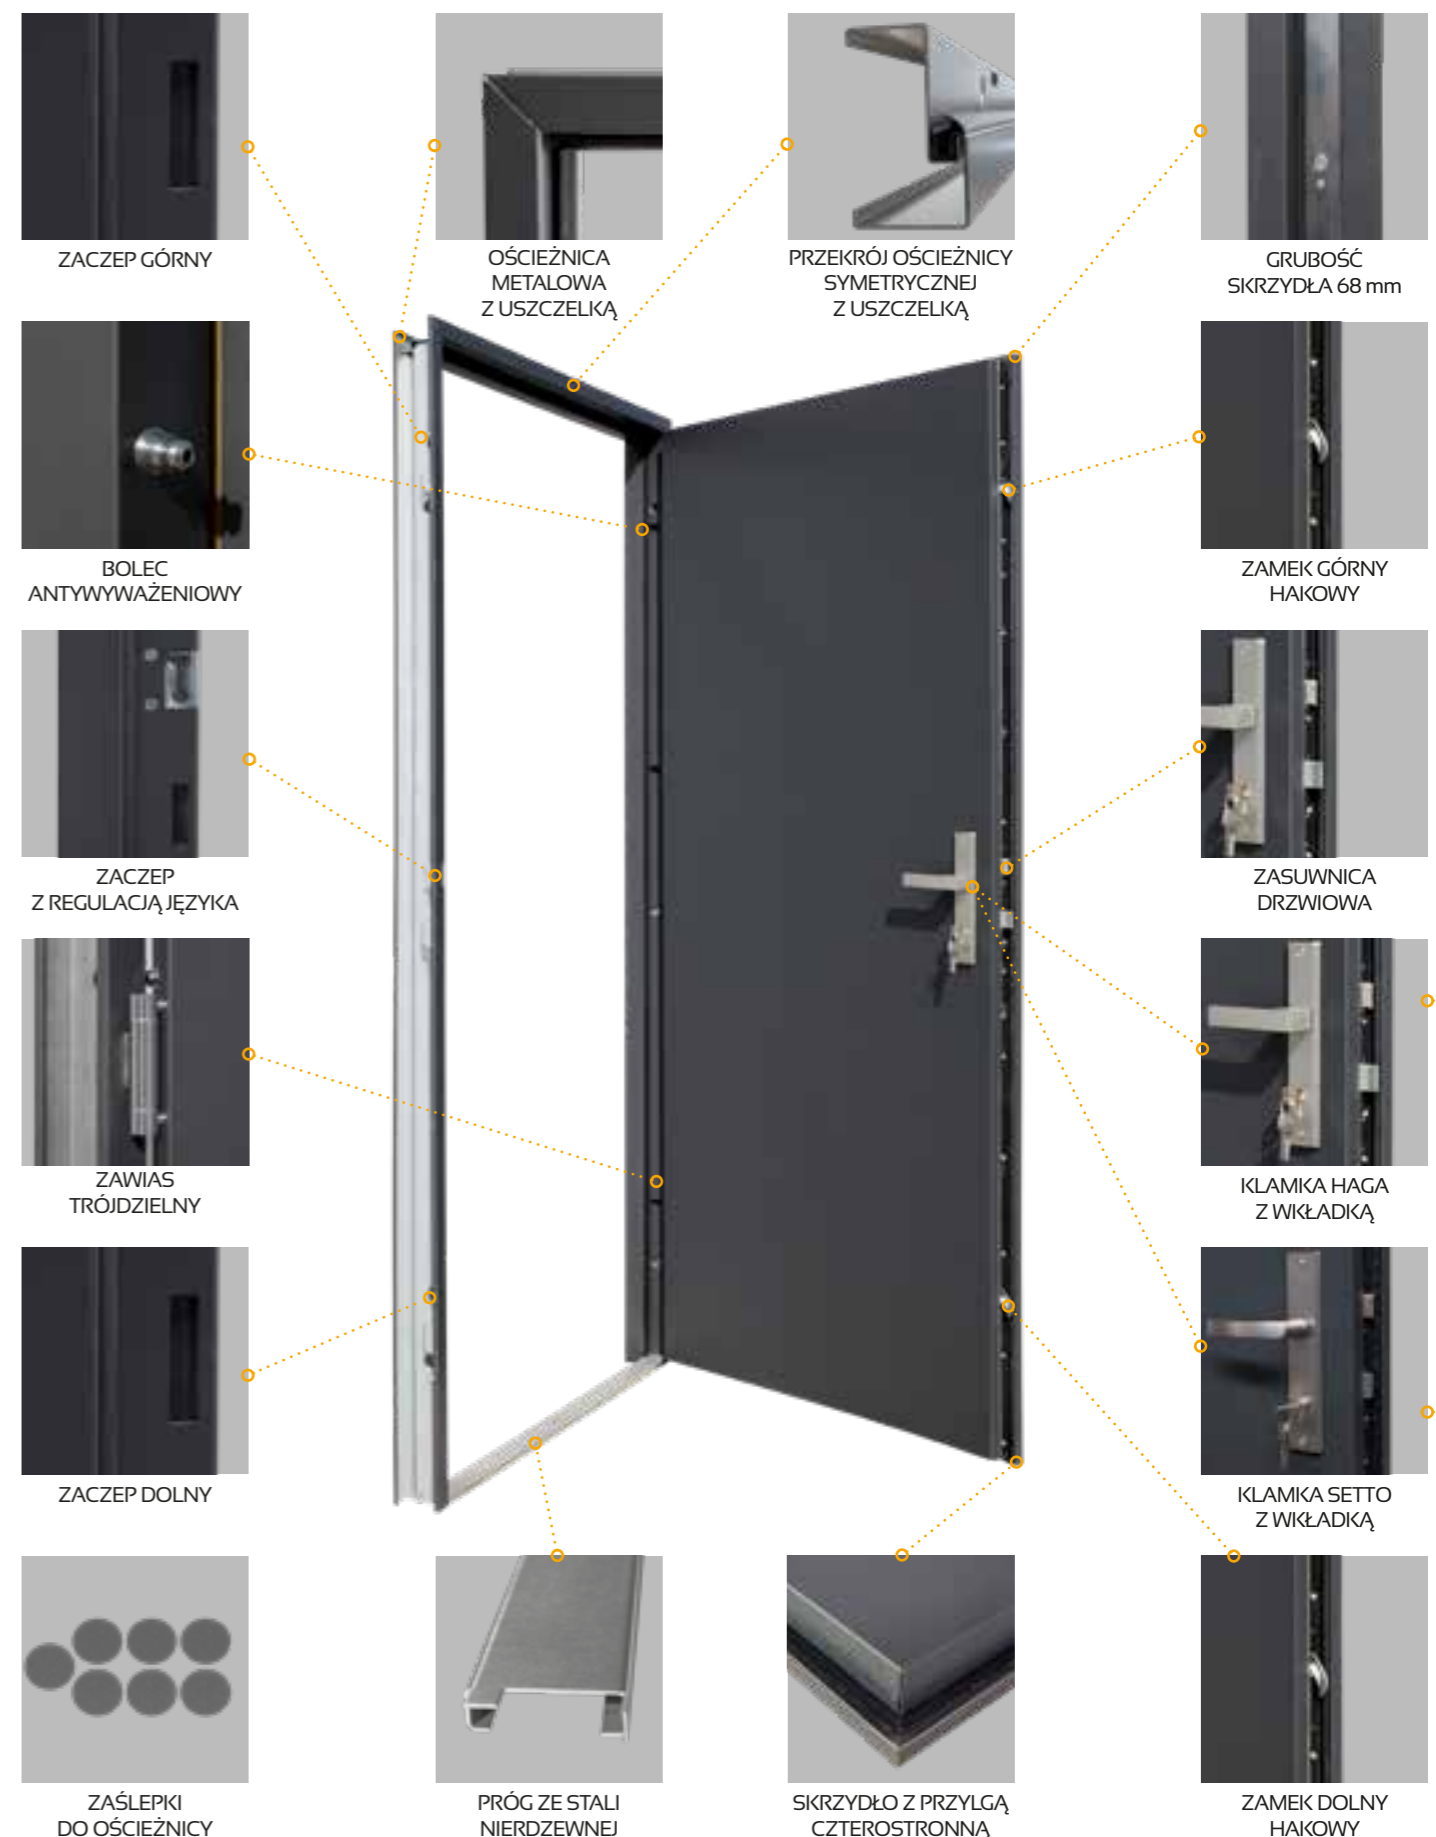 ZACZEP GÓRNY
OŚCIEŻNICA
METALOWA
Z USZCZELKĄ
PRZEKRÓJ OŚCIEŻNICY
SYMETRYCZNEJ
Z USZCZELKĄ
GRUBOŚĆ
SKRZYDŁA 68 mm
BOLEC
ANTYWYWAŻENIOWY
ZAMEK GÓRNY
HAKOWY
ZACZEP
Z REGULACJĄ JĘZYKA
ZASUWNICA
DRZWIOWA
ZAWIAS
TRÓJDZIELNY
KLAMKA HAGA
Z WKŁADKĄ
ZACZEP DOLNY
KLAMKA SETTO
Z WKŁADKĄ
ZAŚLEPKI
DO OŚCIEŻNICY
PRÓG ZE STALI
NIERDZEWNEJ
SKRZYDŁO Z PRZYLGĄ
CZTEROSTRONNĄ
ZAMEK DOLNY
HAKOWY